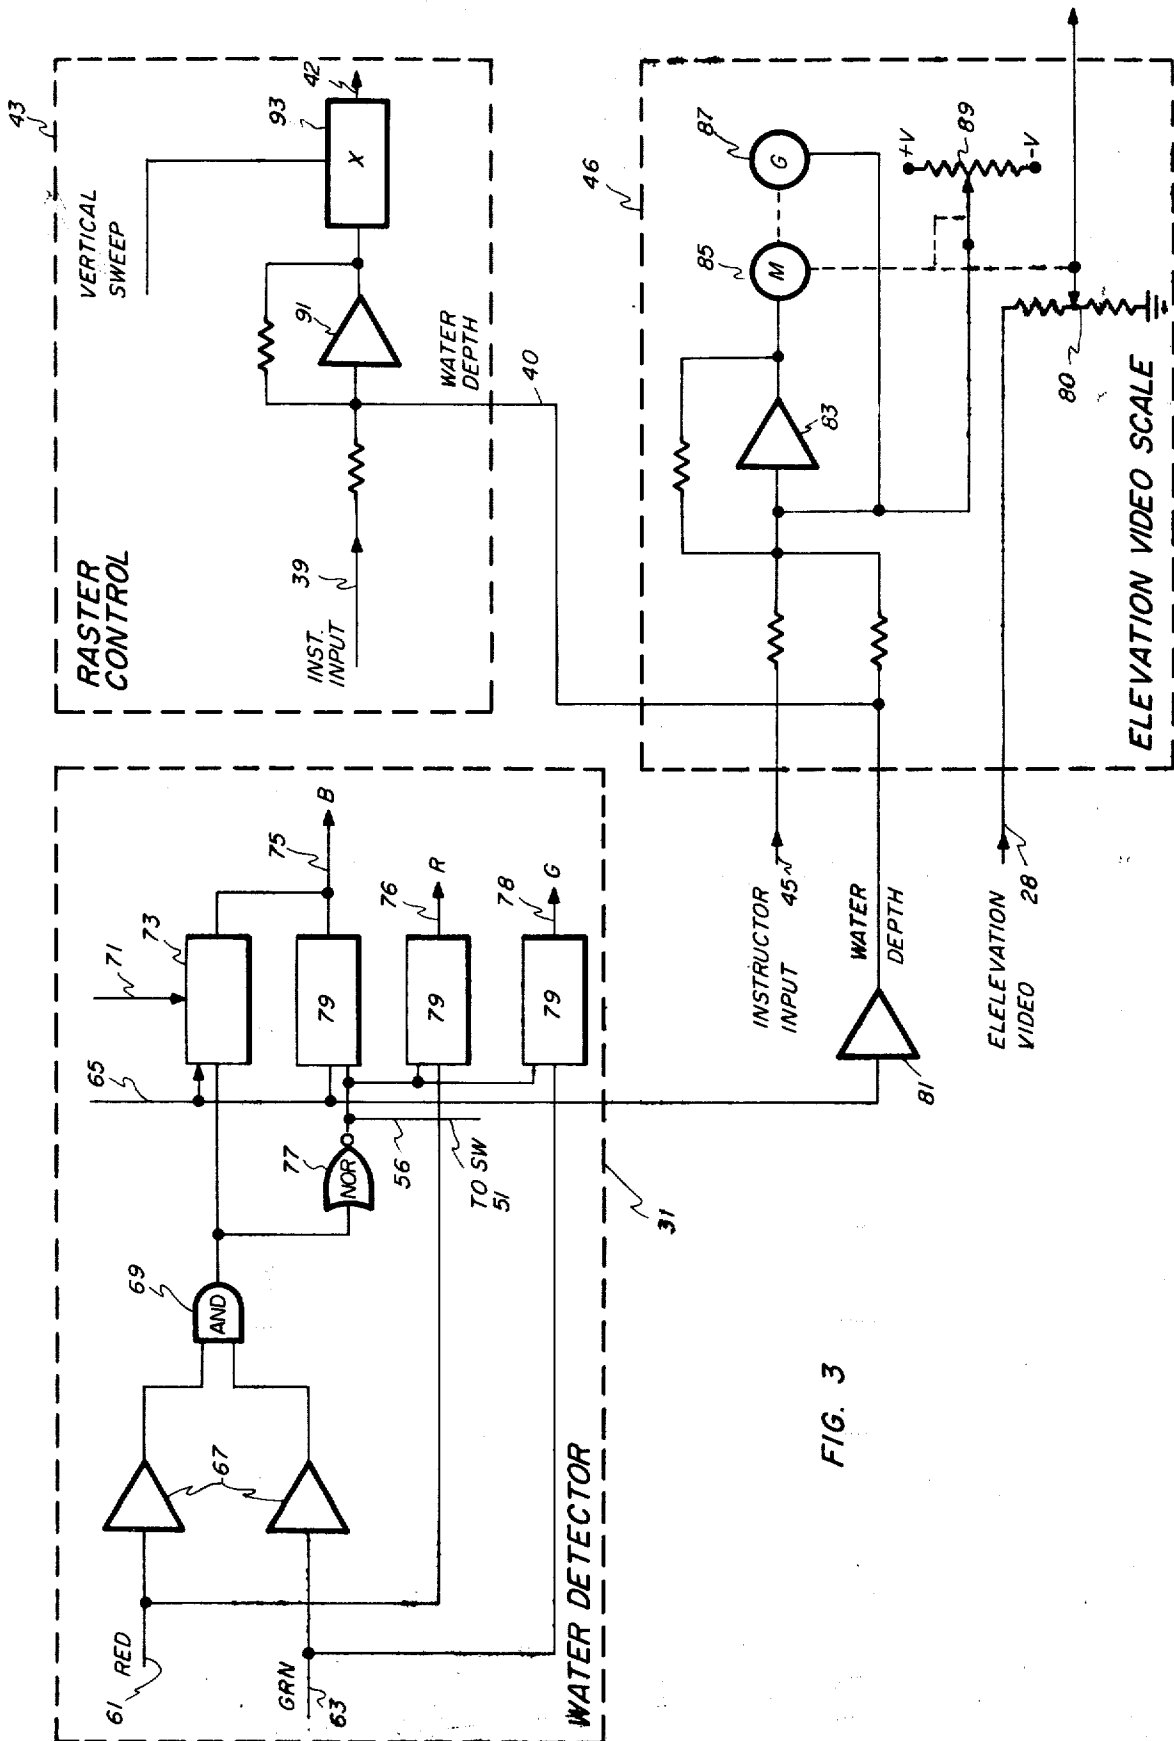 43
RASTER
CONTROL
VERTICAL
SWEEP
93
42
X
91
INST.
INPUT
39
WATER
DEPTH
40
WATER DETECTOR
61
RED
GRN
63
67
69
AND
77
NOR
56
TO SW
51
65
71
73
75
B
79
76
R
79
78
G
79
31
81
46
87
G
85
M
+V
89
-V
83
80
ELEVATION VIDEO SCALE
INSTRUCTOR
INPUT
45
WATER
DEPTH
ELELEVATION
VIDEO
28
FIG. 3